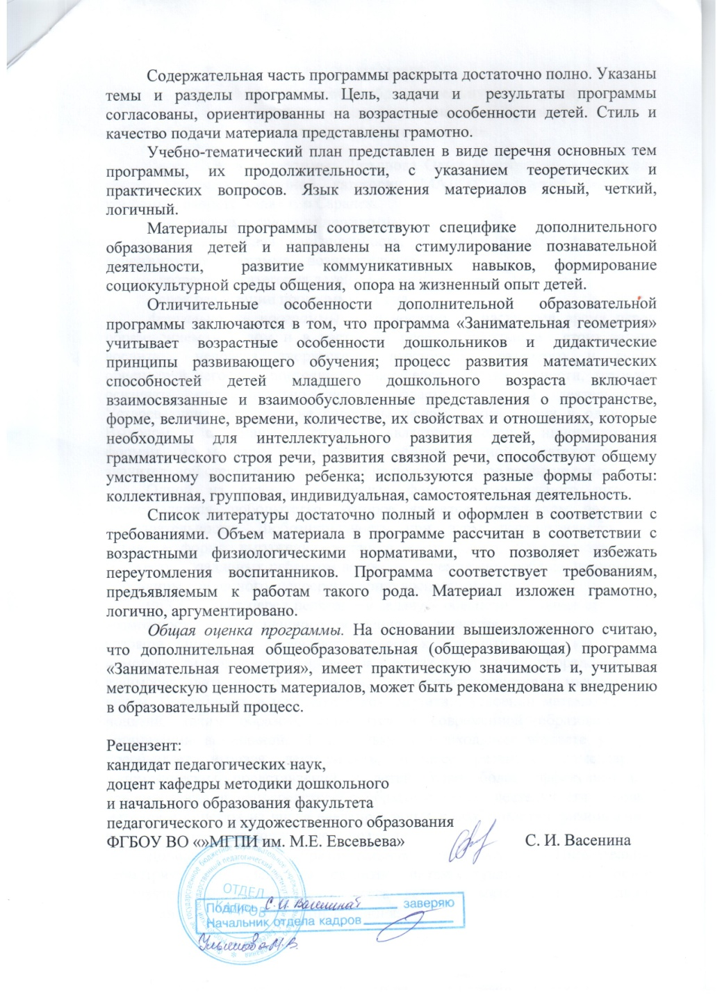 Содержательная часть программы раскрыта достаточно полно. Указаны
темы и разделы программы. Цель, задачи и результаты программы
согласованы, ориентированны на возрастные особенности детей. Стиль и
качество подачи материала представлены грамотно.
Учебно-тематический план представлен в виде перечня основных тем
программы, их продолжительности, с указанием теоретических и
практических вопросов. Язык изложения материалов ясный, четкий,
логичный.
Материалы программы соответствуют специфике дополнительного
образования детей и направлены на стимулирование познавательной
деятельности, развитие коммуникативных навыков, формирование
социокультурной среды общения, опора на жизненный опыт детей.
Отличительные особенности дополнительной образовательной
программы заключаются в том, что программа «Занимательная геометрия»
учитывает возрастные особенности дошкольников и дидактические
принципы развивающего обучения; процесс развития математических
способностей детей младшего дошкольного возраста включает
взаимосвязанные и взаимообусловленные представления о пространстве,
форме, величине, времени, количестве, их свойствах и отношениях, которые
необходимы для интеллектуального развития детей, формирования
грамматического строя речи, развития связной речи, способствуют общему
умственному воспитанию ребенка; используются разные формы работы:
коллективная, групповая, индивидуальная, самостоятельная деятельность.
Список литературы достаточно полный и оформлен в соответствии с
требованиями. Объем материала в программе рассчитан в соответствии с
возрастными физиологическими нормативами, что позволяет избежать
переутомления воспитанников. Программа соответствует требованиям,
предъявляемым к работам такого рода. Материал изложен грамотно,
логично, аргументировано.
Общая оценка программы. На основании вышеизложенного считаю,
что дополнительная общеобразовательная (общеразвивающая) программа
«Занимательная геометрия», имеет практическую значимость и, учитывая
методическую ценность материалов, может быть рекомендована к внедрению
в образовательный процесс.
Рецензент:
кандидат педагогических наук,
доцент кафедры методики дошкольного
и начального образования факультета
педагогического и художественного образования
ФГБОУ ВО «»МГПИ им. М.Е. Евсевьева» С. И. Васенина
ОТДЕЛ
КАДРОВ
Подпись С.И. Васениной заверяю
Начальник отдела кадров